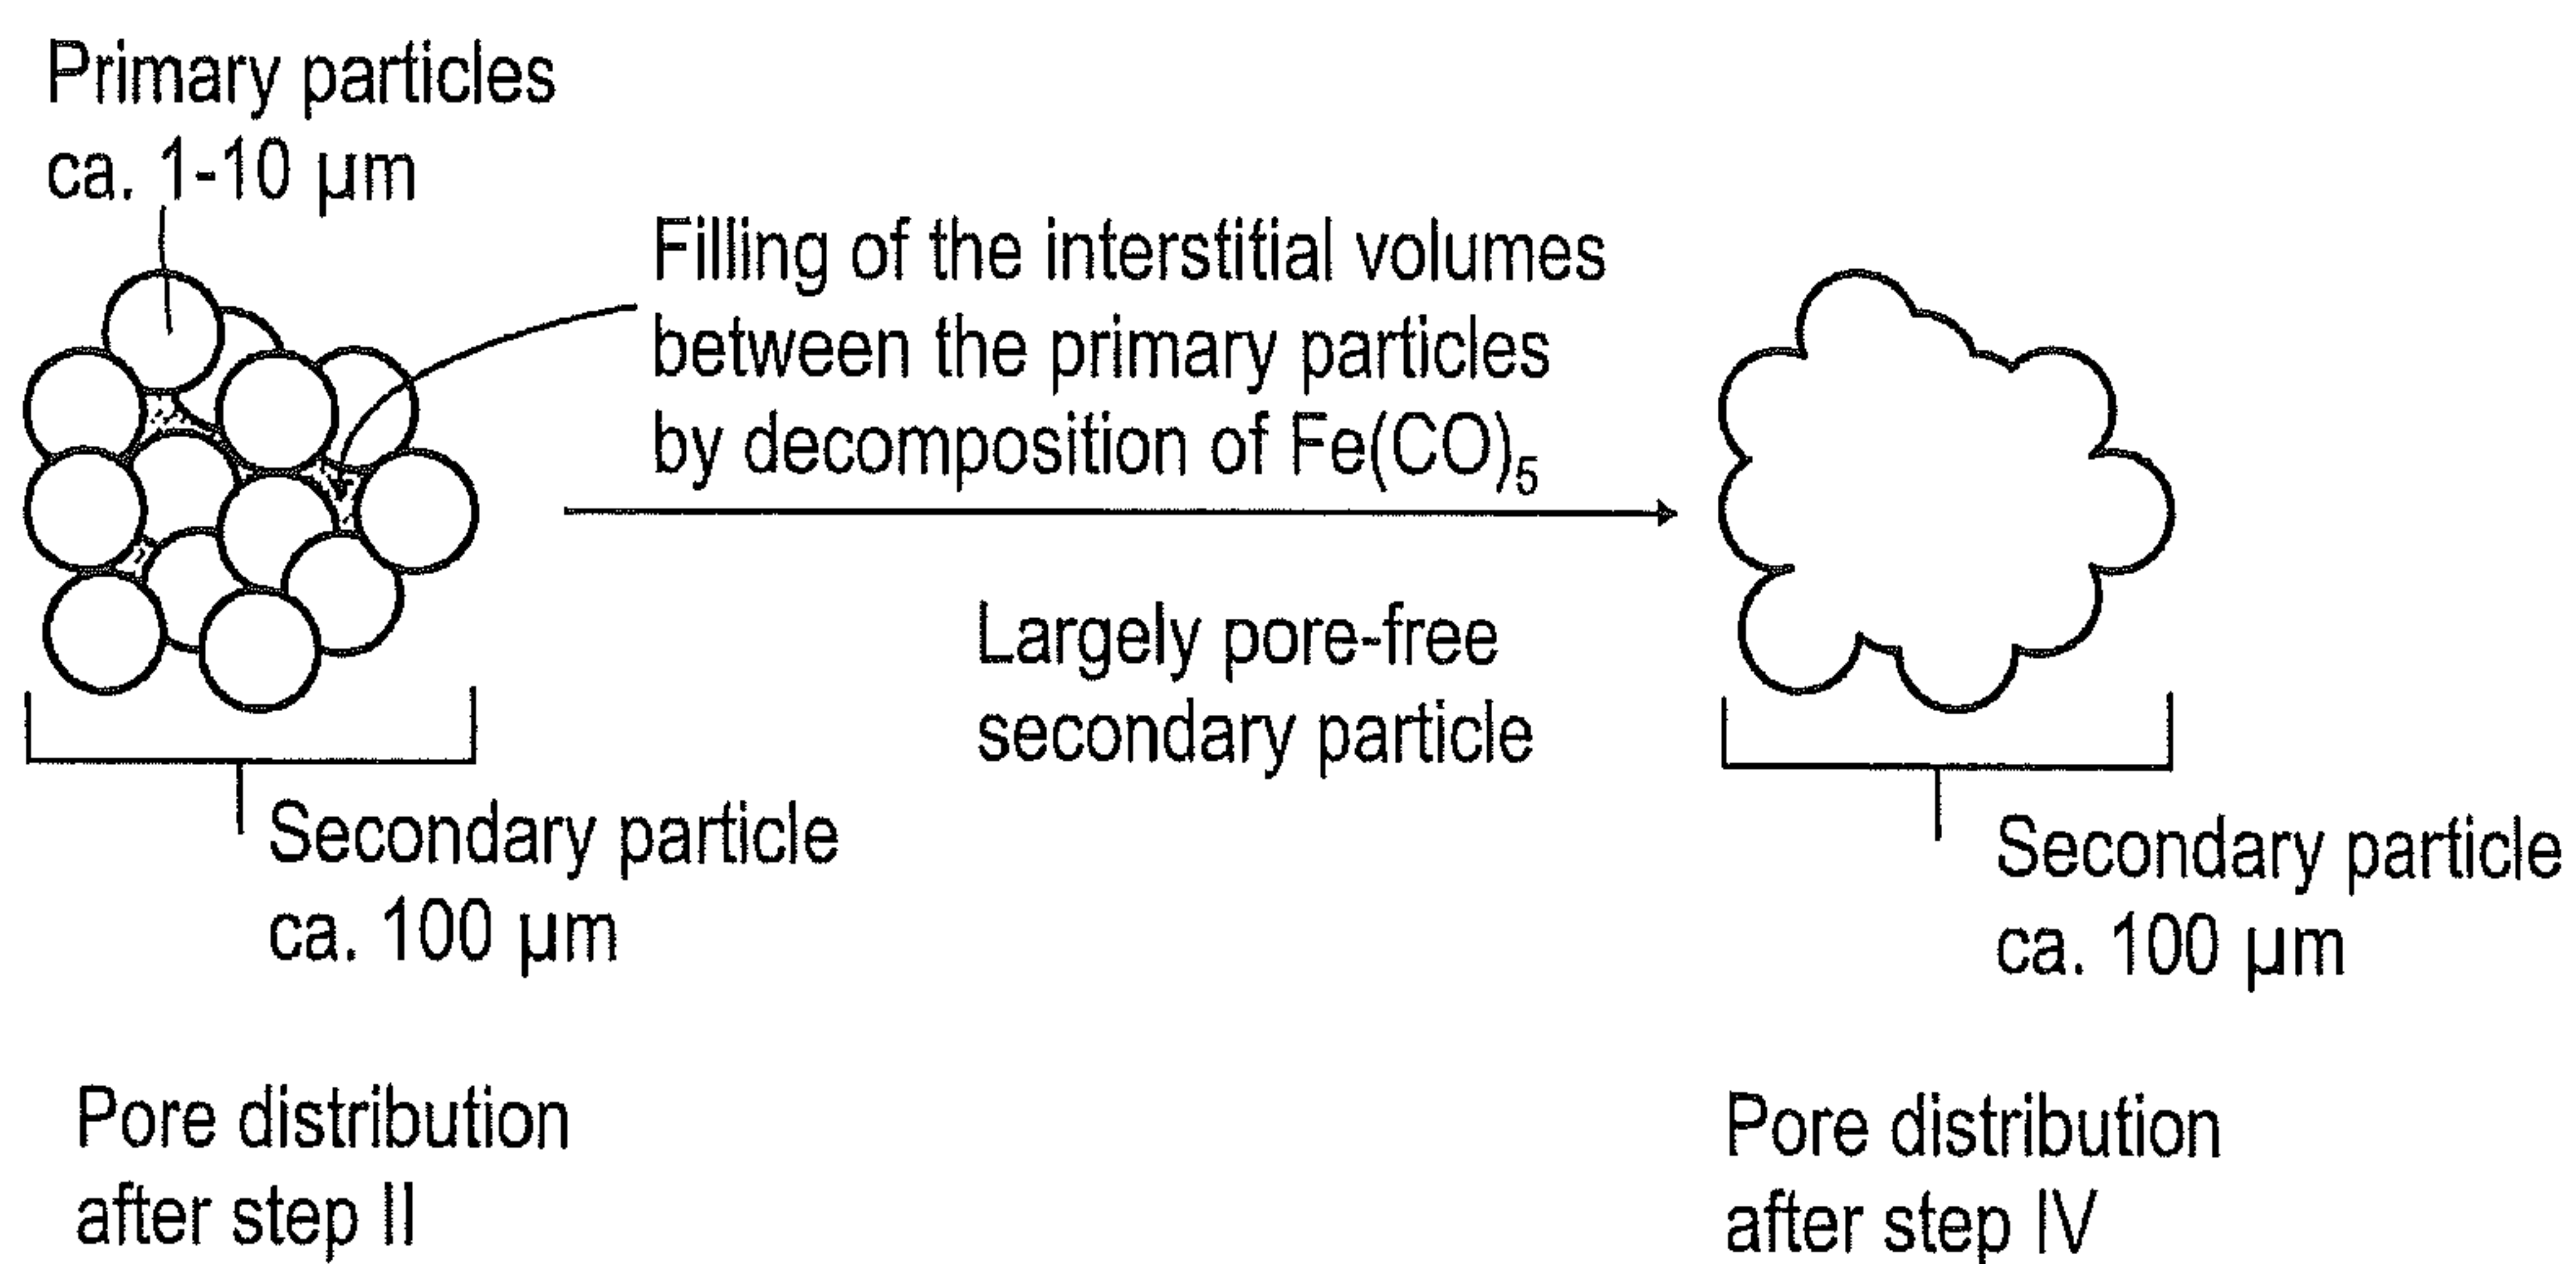 Primary particles
ca. 1-10 µm
Filling of the interstitial volumes
between the primary particles
by decomposition of Fe(CO)₅
Largely pore-free
secondary particle
Secondary particle
ca. 100 µm
Secondary particle
ca. 100 µm
Pore distribution
after step II
Pore distribution
after step IV